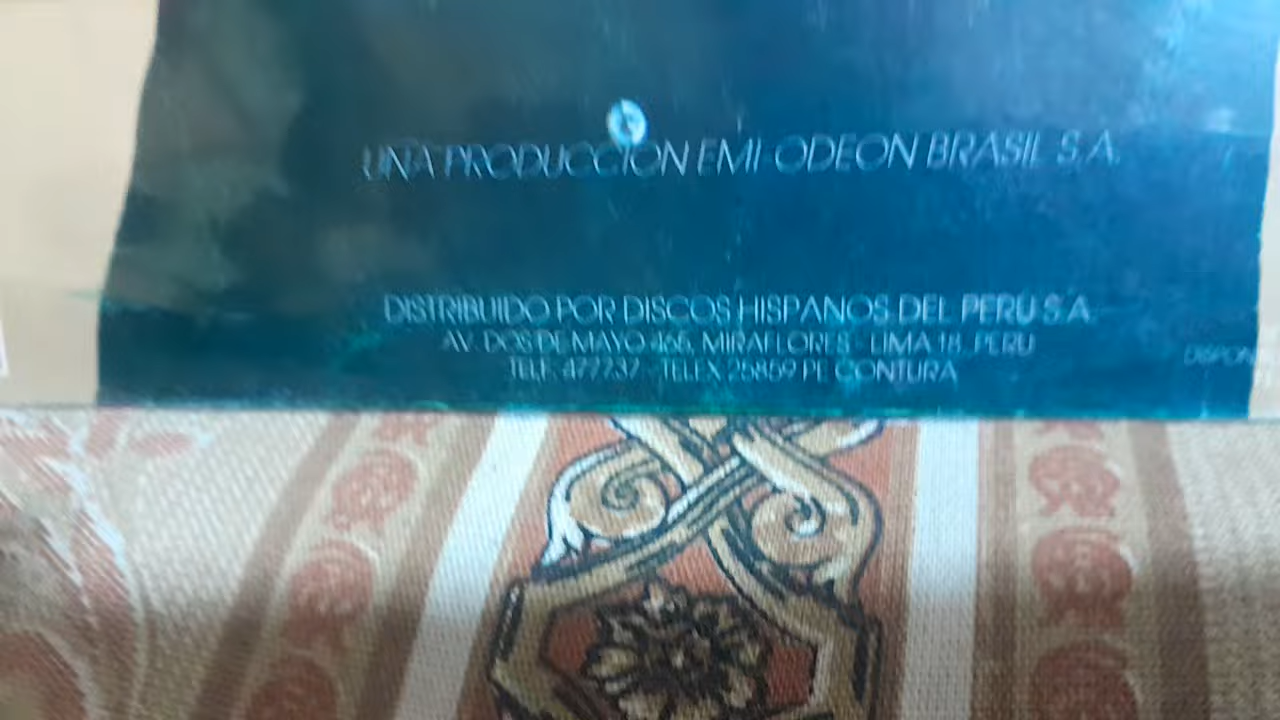 UNA PRODUCCION EMI ODEON BRASIL S.A.
DISTRIBUIDO POR DISCOS HISPANOS DEL PERU S.A.
AV. DOS DE MAYO 465, MIRAFLORES - LIMA 18, PERU
TELF. 477737 - TELEX 25859 PE CONTURA